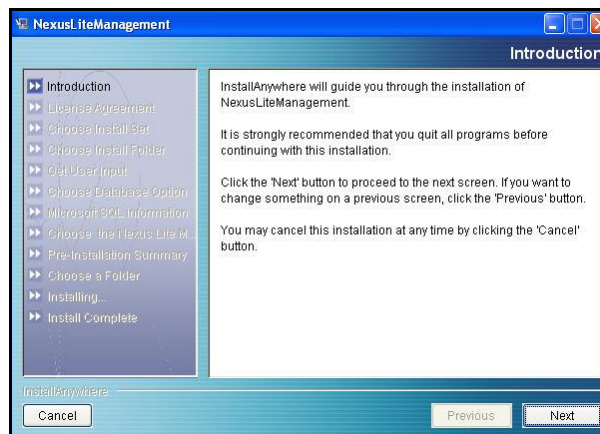 NexusLiteManagement
Introduction
Introduction
License Agreement
Choose Install Set
Choose Install Folder
Get User Input
Choose Database Option
Microsoft SQL Information
Choose the Nexus Lite M...
Pre-Installation Summary
Choose a Folder
Installing...
Install Complete
InstallAnywhere will guide you through the installation of
NexusLiteManagement.
It is strongly recommended that you quit all programs before
continuing with this installation.
Click the 'Next' button to proceed to the next screen. If you want to
change something on a previous screen, click the 'Previous' button.
You may cancel this installation at any time by clicking the 'Cancel'
button.
InstallAnywhere
Cancel
Previous
Next